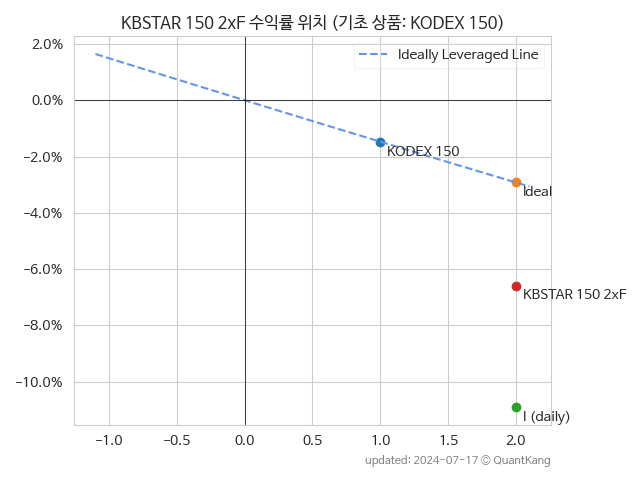 KBSTAR 150 2xF 수익률 위치 (기초 상품: KODEX 150)
2.0%
Ideally Leveraged Line
0.0%
KODEX 150
−2.0%
Ideal
−4.0%
−6.0%
KBSTAR 150 2xF
−8.0%
−10.0%
I (daily)
−1.0 −0.5 0.0 0.5 1.0 1.5 2.0
updated: 2024-07-17 © QuantKang